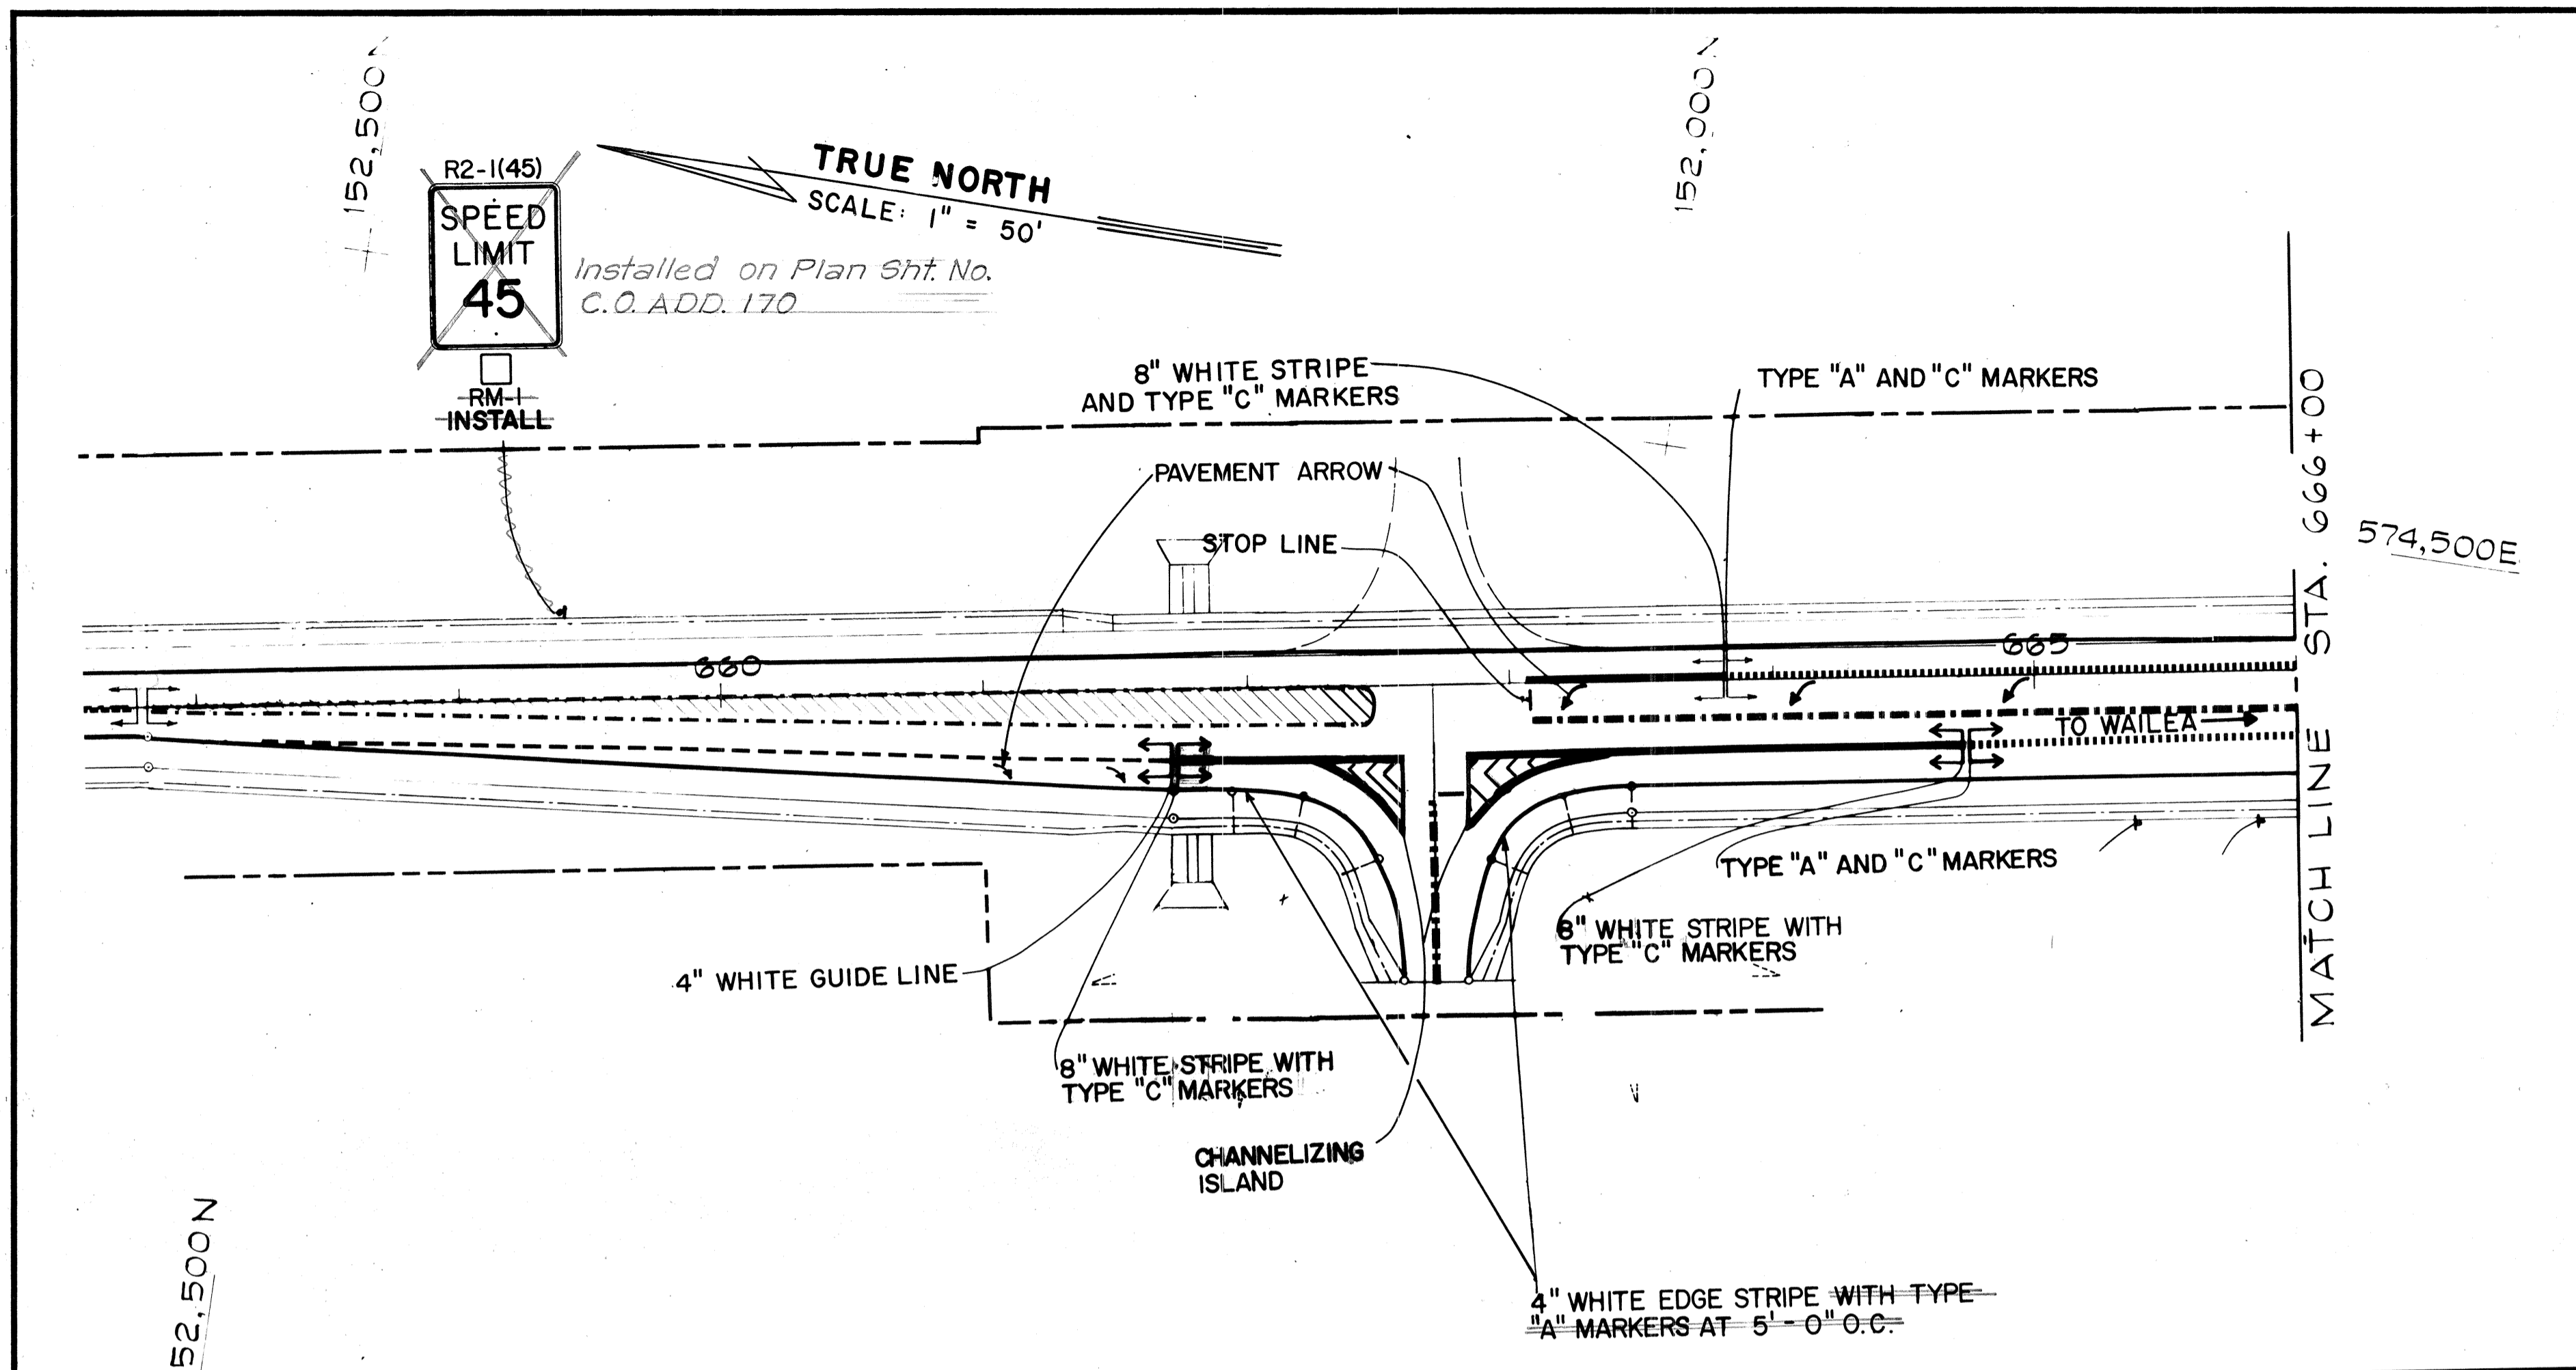 152,500N
152,000N
R2-1(45)
SPEED
LIMIT
45
RM-1
INSTALL
Installed on Plan Sht. No.
C.O. ADD. 170
TRUE NORTH
SCALE: 1" = 50'
8" WHITE STRIPE
AND TYPE "C" MARKERS
TYPE "A" AND "C" MARKERS
PAVEMENT ARROW
STOP LINE
STA. 666+00
MATCH LINE
574,500E
660
665
TO WAILEA
TYPE "A" AND "C" MARKERS
8" WHITE STRIPE WITH
TYPE "C" MARKERS
4" WHITE GUIDE LINE
8" WHITE STRIPE WITH
TYPE "C" MARKERS
CHANNELIZING
ISLAND
52,500N
4" WHITE EDGE STRIPE WITH TYPE
"A" MARKERS AT 5'-0" O.C.